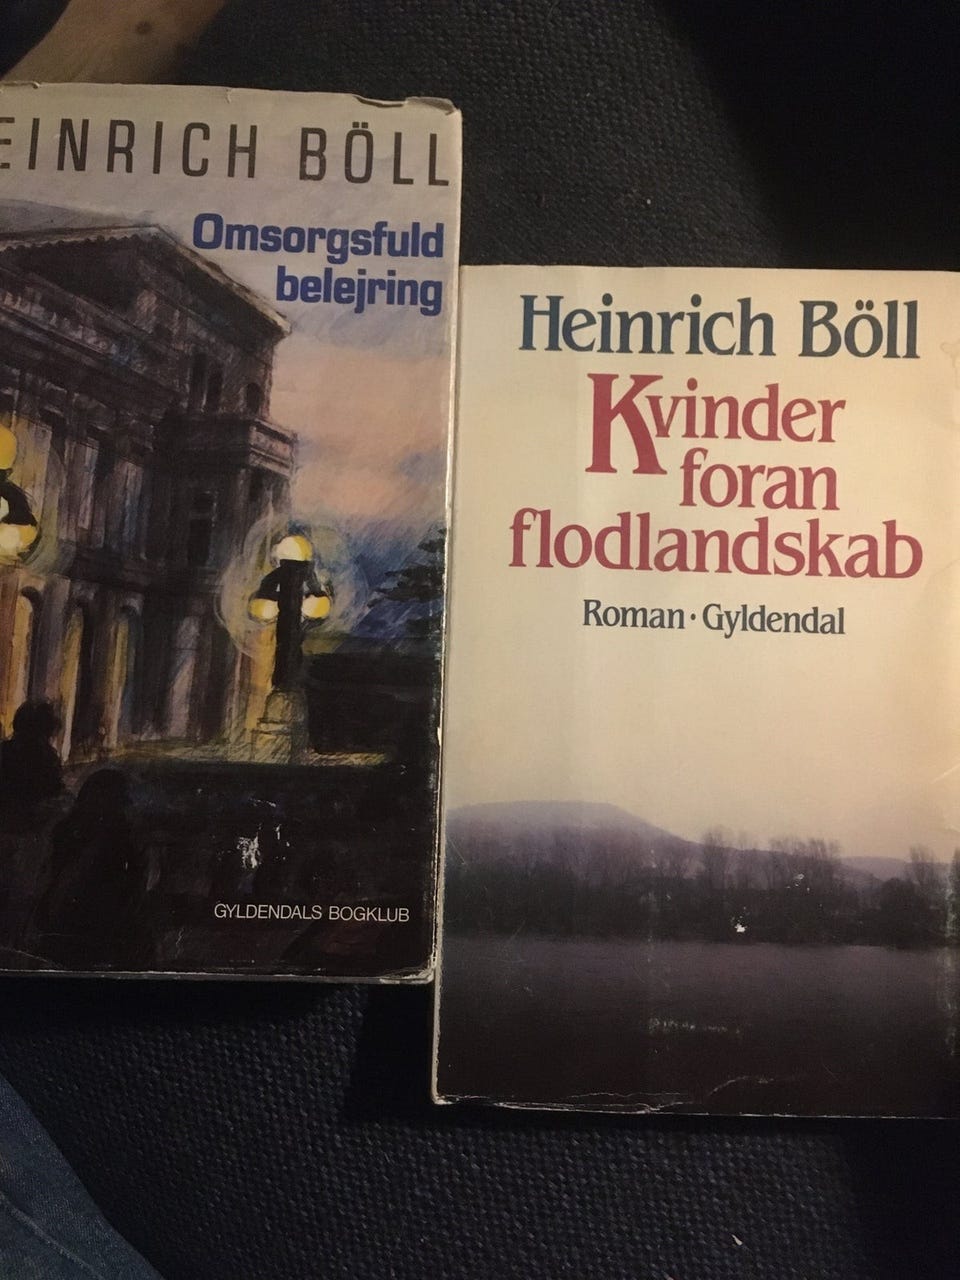 EINRICH BÖLL
Omsorgsfuld
belejring
GYLDENDALS BOGKLUB
Heinrich Böll
Kvinder
foran
flodlandskab
Roman · Gyldendal